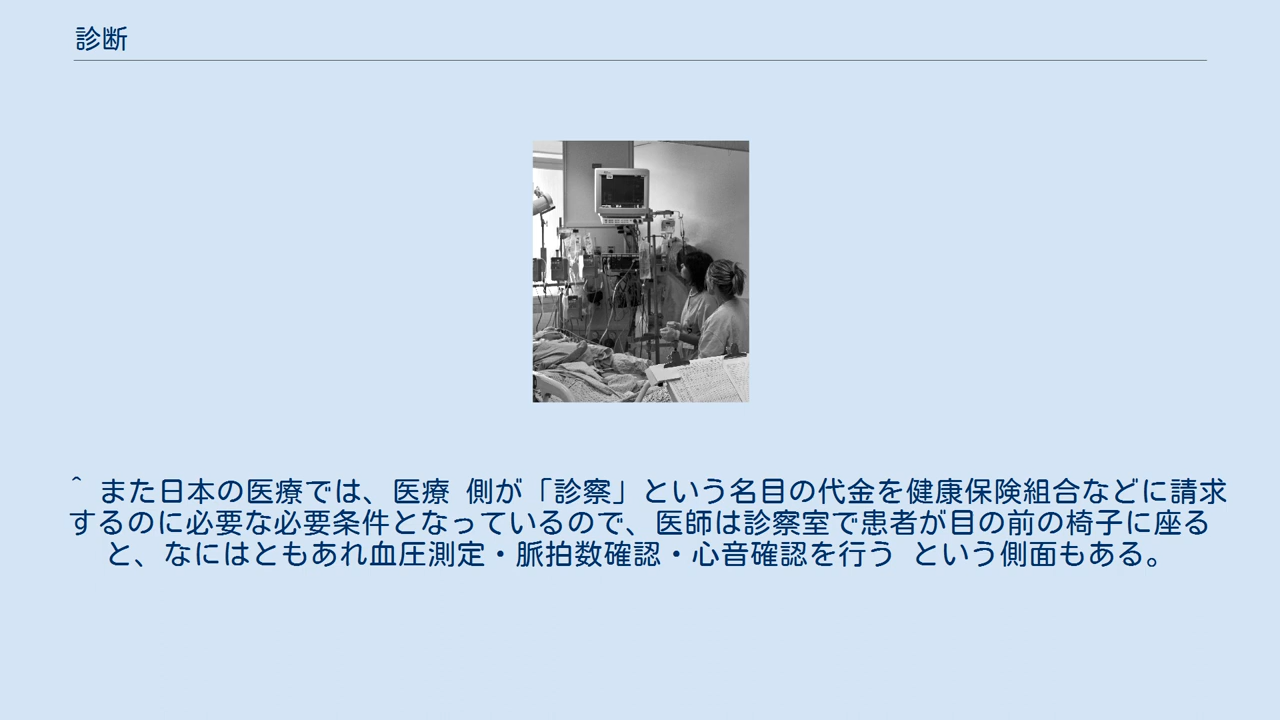 診断
^ また日本の医療では、医療 側が「診察」という名目の代金を健康保険組合などに請求
するのに必要な必要条件となっているので、医師は診察室で患者が目の前の椅子に座る
と、なにはともあれ血圧測定・脈拍数確認・心音確認を行う という側面もある。